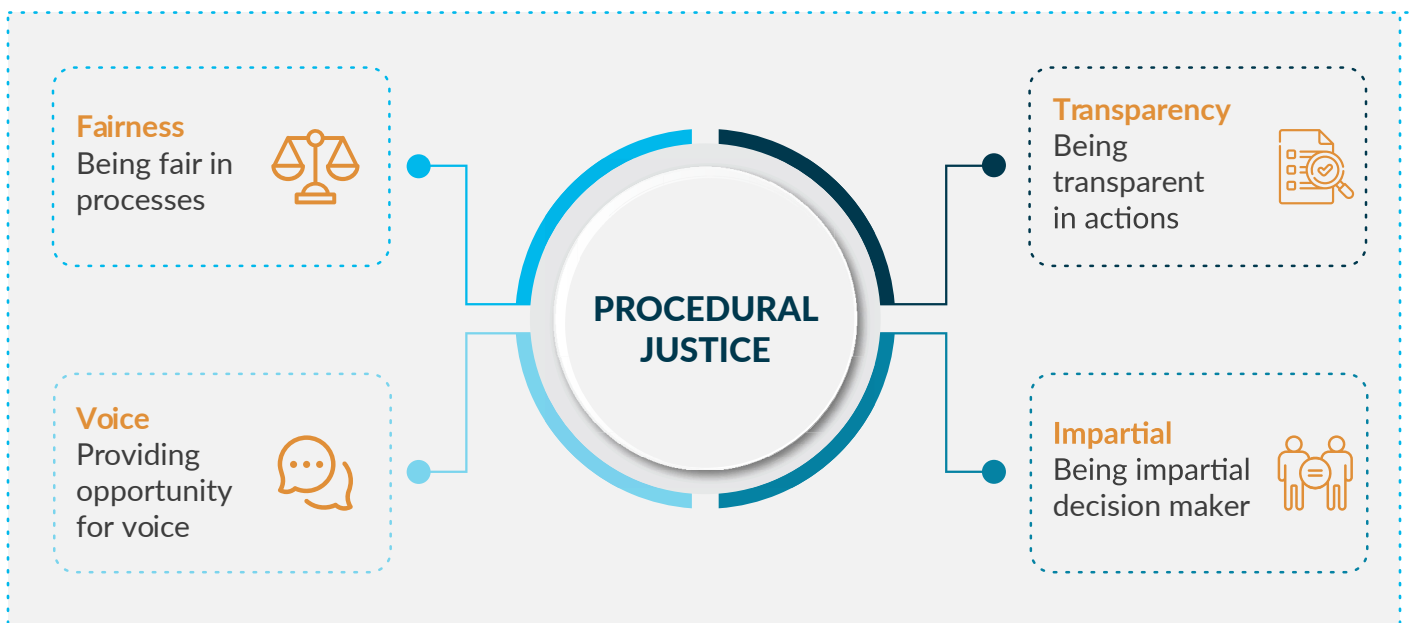 Fairness
Being fair in
processes
Transparency
Being
transparent
in actions
PROCEDURAL
JUSTICE
Voice
Providing
opportunity
for voice
Impartial
Being impartial
decision maker